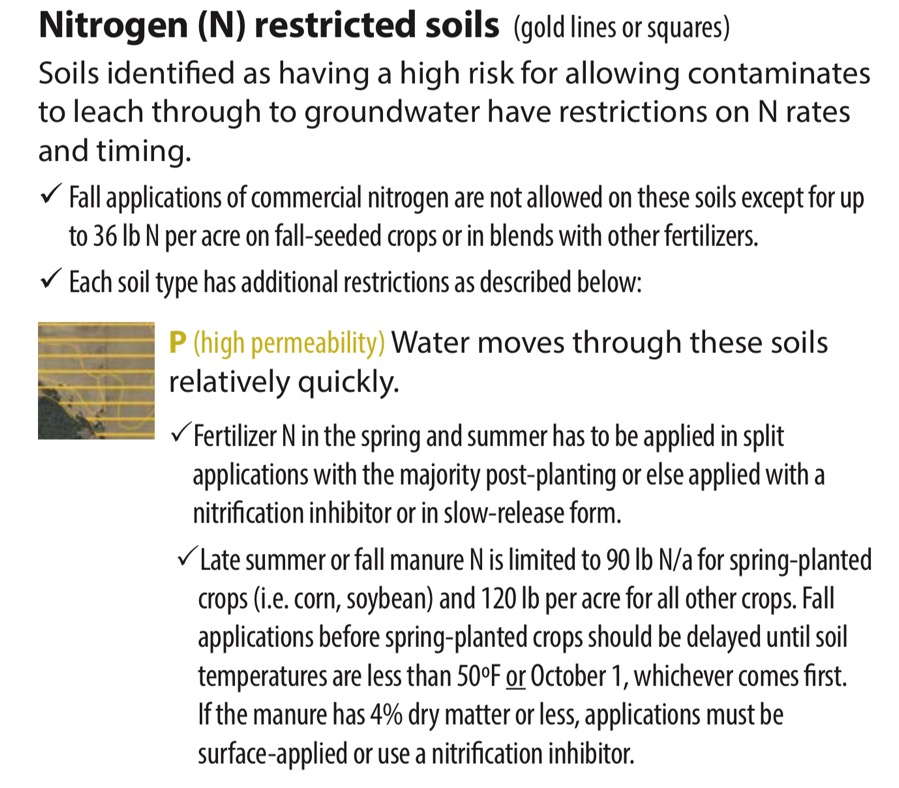 Nitrogen (N) restricted soils (gold lines or squares)
Soils identified as having a high risk for allowing contaminates
to leach through to groundwater have restrictions on N rates
and timing.
✓ Fall applications of commercial nitrogen are not allowed on these soils except for up
to 36 lb N per acre on fall-seeded crops or in blends with other fertilizers.
✓ Each soil type has additional restrictions as described below:
P (high permeability) Water moves through these soils
relatively quickly.
✓Fertilizer N in the spring and summer has to be applied in split
applications with the majority post-planting or else applied with a
nitrification inhibitor or in slow-release form.
✓Late summer or fall manure N is limited to 90 lb N/a for spring-planted
crops (i.e. corn, soybean) and 120 lb per acre for all other crops. Fall
applications before spring-planted crops should be delayed until soil
temperatures are less than 50ºF or October 1, whichever comes first.
If the manure has 4% dry matter or less, applications must be
surface-applied or use a nitrification inhibitor.